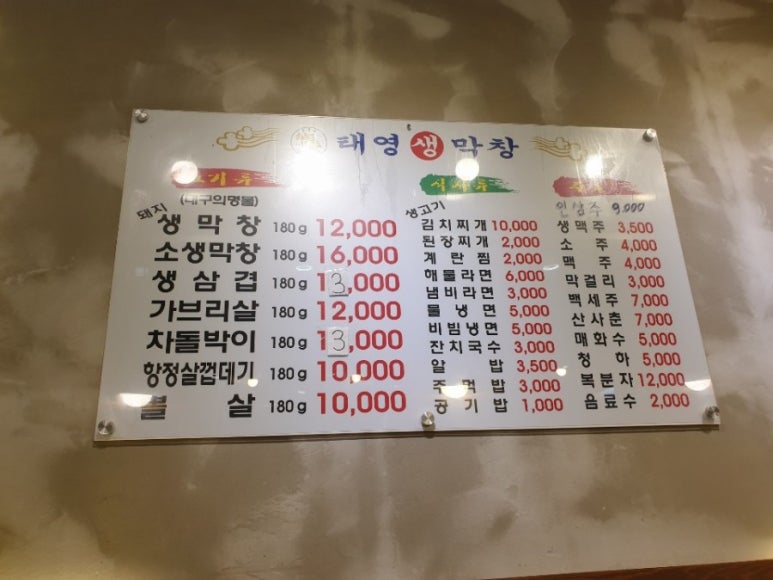 태영 생 막창
고기류
(대구의명물)
돼지
생막창 180g 12,000
소생막창 180g 16,000
생삼겹 180g 13,000
가브리살 180g 12,000
차돌박이 180g 13,000
항정살껍데기 180g 10,000
볼살 180g 10,000
식사류
생고기
김치찌개 10,000
된장찌개 2,000
계란찜 2,000
해물라면 6,000
냄비라면 3,000
물냉면 5,000
비빔냉면 5,000
잔치국수 3,000
알밥 3,500
주먹밥 3,000
공기밥 1,000
인삼주 9,000
생맥주 3,500
소주 4,000
맥주 4,000
막걸리 3,000
백세주 7,000
산사춘 7,000
매화수 5,000
청하 5,000
복분자 12,000
음료수 2,000